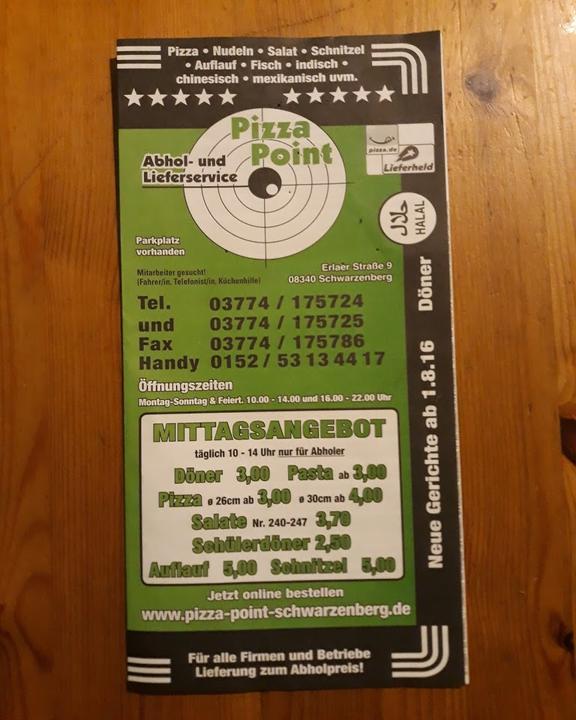 Pizza • Nudeln • Salat • Schnitzel
• Auflauf • Fisch • indisch •
chinesisch • mexikanisch uvm.
Pizza
Point
Abhol- und
Lieferservice
pizza.de
Lieferheld
حلال
HALAL
Parkplatz
vorhanden
Erlaer Straße 9
08340 Schwarzenberg
Mitarbeiter gesucht!
(Fahrer/in, Telefonist/in, Küchenhilfe)
Tel. 03774 / 175724
und 03774 / 175725
Fax 03774 / 175786
Handy 0152 / 53 13 44 17
Öffnungszeiten
Montag-Sonntag & Feiert. 10.00 - 14.00 und 16.00 - 22.00 Uhr
MITTAGSANGEBOT
täglich 10 - 14 Uhr nur für Abholer
Döner 3,00 Pasta ab 3,00
Pizza ø 26cm ab 3,00 ø 30cm ab 4,00
Salate Nr. 240-247 3,70
Schülerdöner 2,50
Auflauf 5,00 Schnitzel 5,00
Jetzt online bestellen
www.pizza-point-schwarzenberg.de
Für alle Firmen und Betriebe
Lieferung zum Abholpreis!
Neue Gerichte ab 1.8.16 Döner